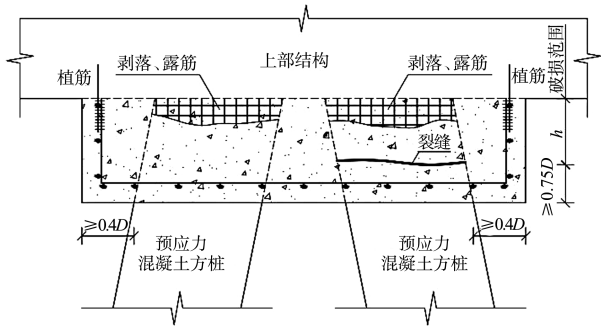 上部结构
剥落、露筋
剥落、露筋
植筋
植筋
破损范围
h
裂缝
≥0.75D
≥0.4D
≥0.4D
预应力
混凝土方桩
预应力
混凝土方桩